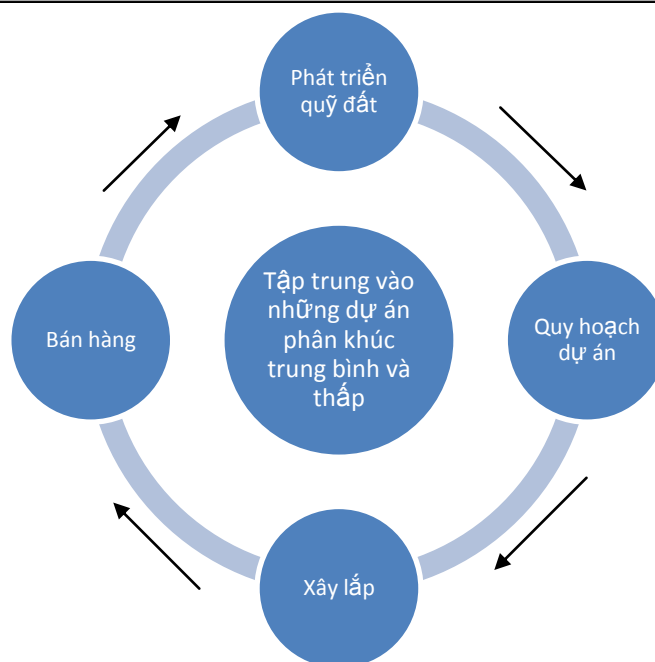 Phát triển
quỹ đất
Tập trung vào
những dự án
phân khúc
trung bình và
thấp
Bán hàng
Quy hoạch
dự án
Xây lắp